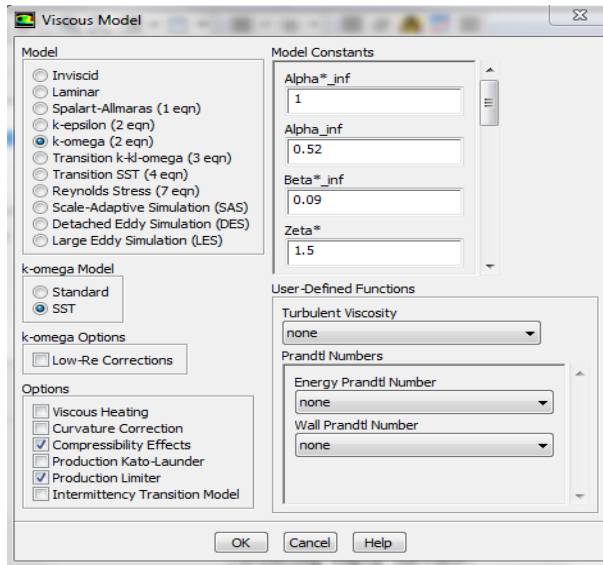 Viscous Model
Model
Inviscid
Laminar
Spalart-Allmaras (1 eqn)
k-epsilon (2 eqn)
k-omega (2 eqn)
Transition k-kl-omega (3 eqn)
Transition SST (4 eqn)
Reynolds Stress (7 eqn)
Scale-Adaptive Simulation (SAS)
Detached Eddy Simulation (DES)
Large Eddy Simulation (LES)
k-omega Model
Standard
SST
k-omega Options
Low-Re Corrections
Options
Viscous Heating
Curvature Correction
Compressibility Effects
Production Kato-Launder
Production Limiter
Intermittency Transition Model
Model Constants
Alpha*_inf
1
Alpha_inf
0.52
Beta*_inf
0.09
Zeta*
1.5
User-Defined Functions
Turbulent Viscosity
none
Prandtl Numbers
Energy Prandtl Number
none
Wall Prandtl Number
none
OK
Cancel
Help